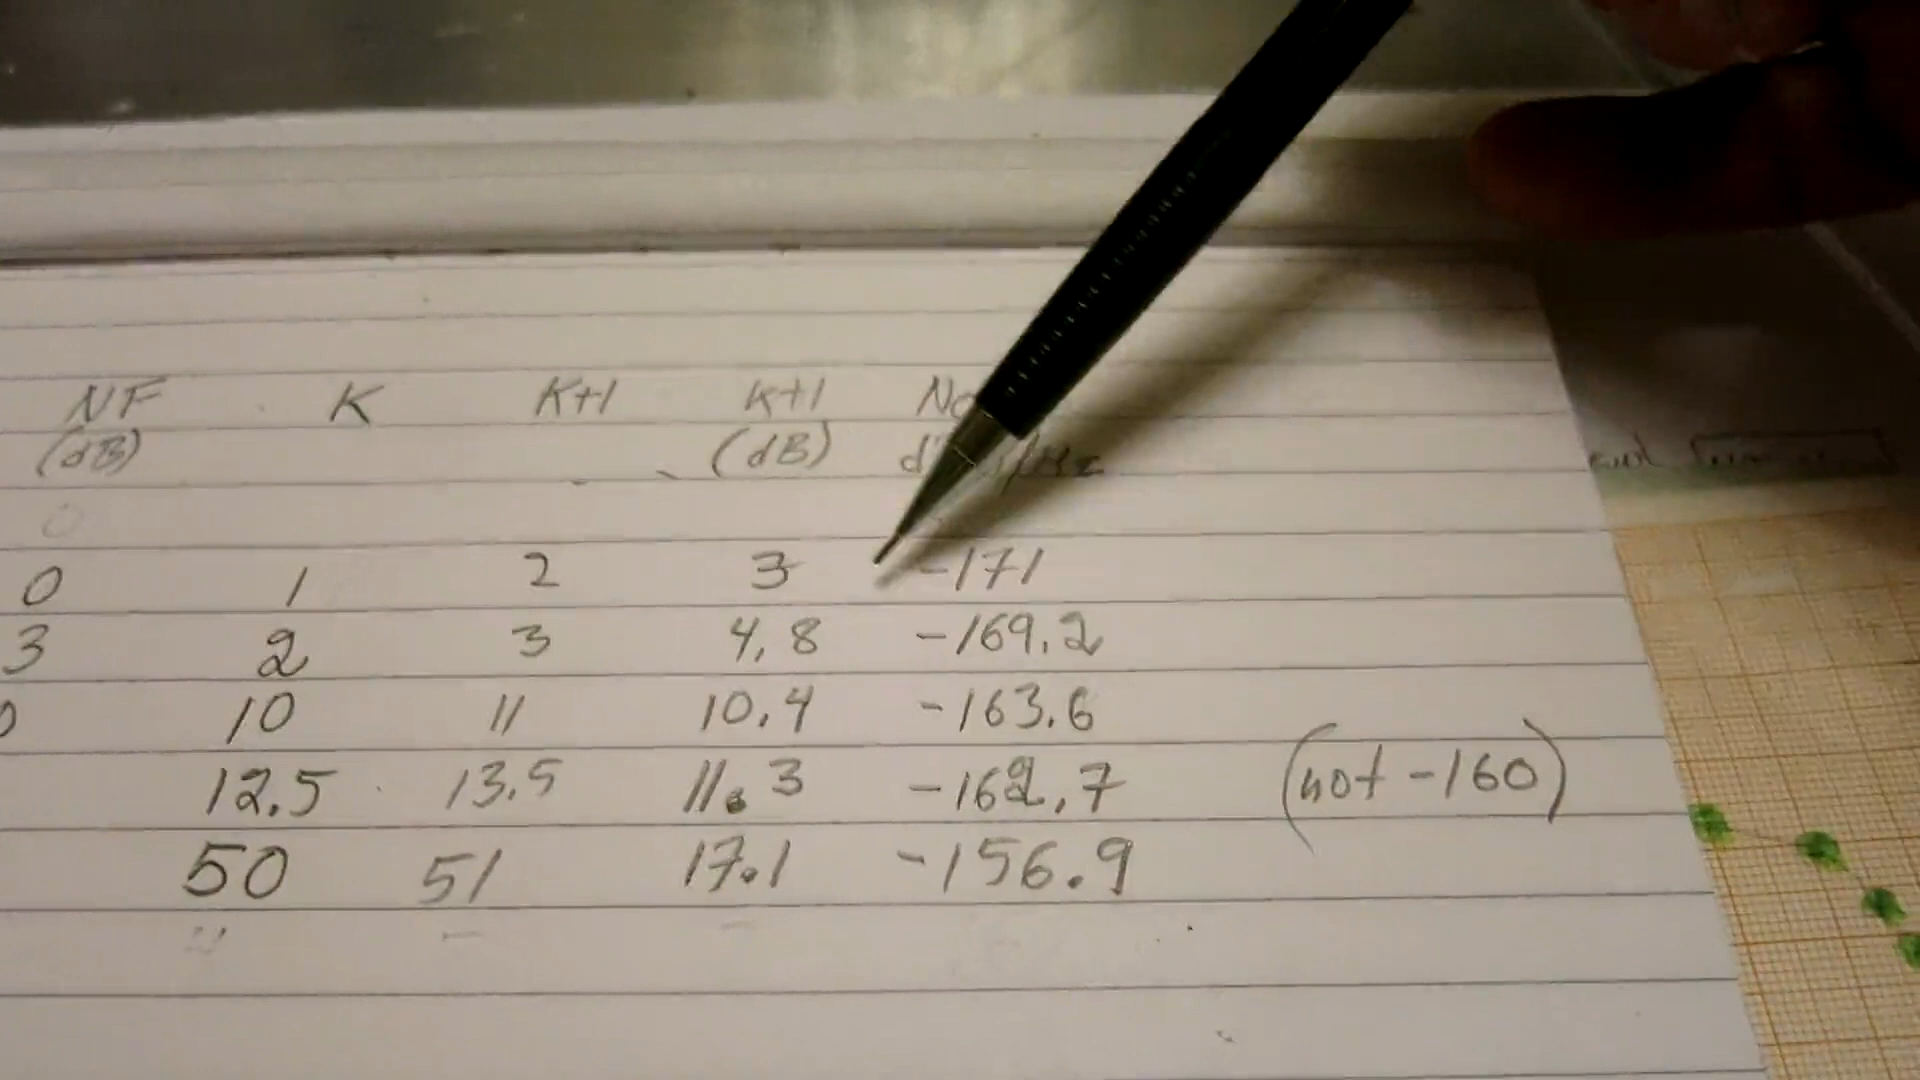 NF K K+1 K+1 No
(dB) (dB)
0
0 1 2 3 -171
3 2 3 4,8 -169.2
0 10 11 10.4 -163.6
12.5 13.5 11.3 -162,7 (not -160)
50 51 17.1 -156.9